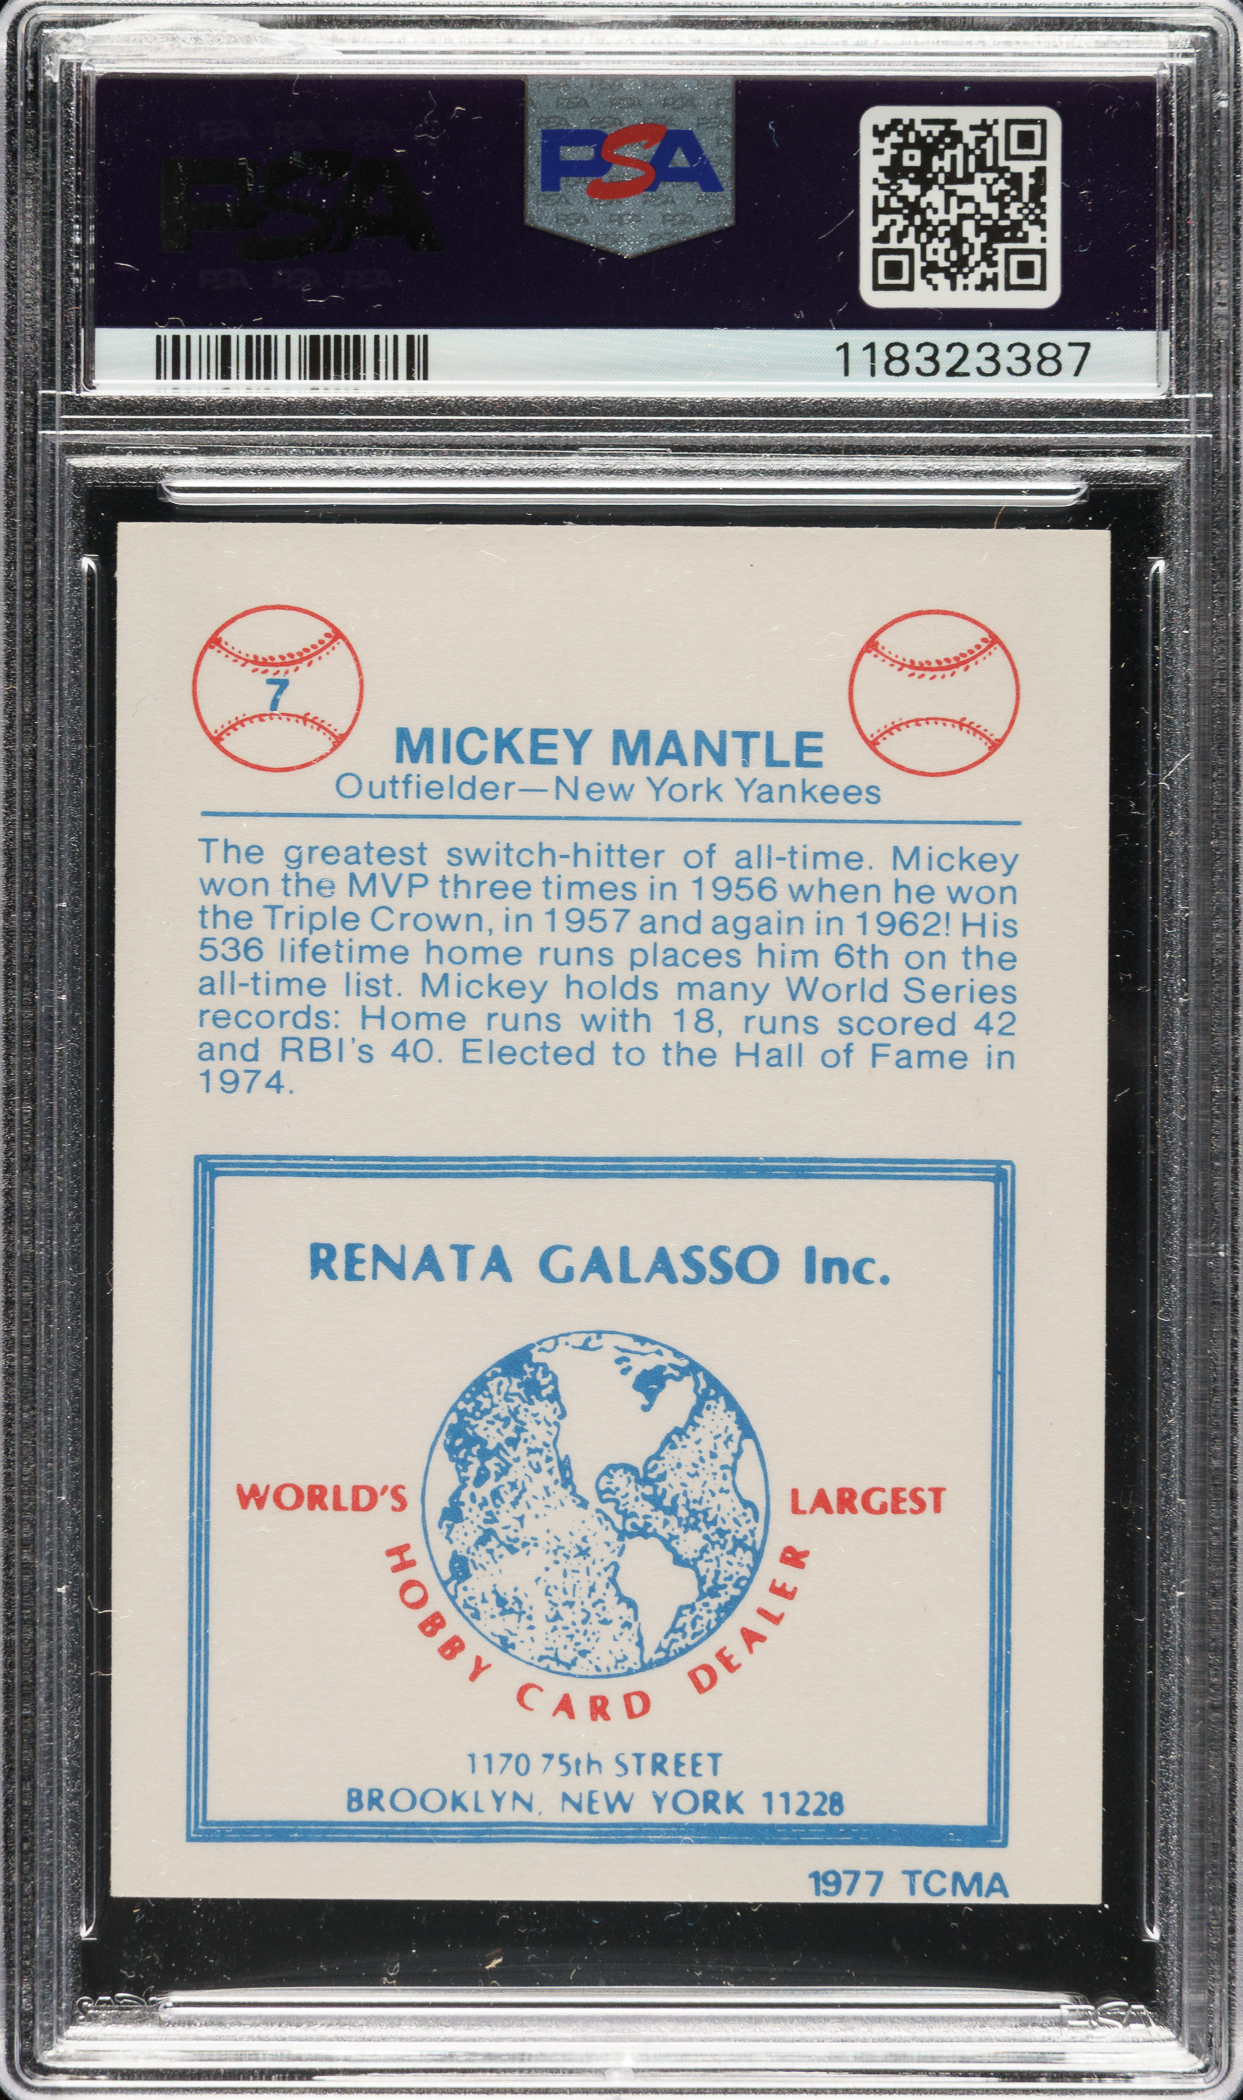 PSA
PSA
118323387
7
MICKEY MANTLE
Outfielder—New York Yankees
The greatest switch-hitter of all-time. Mickey
won the MVP three times in 1956 when he won
the Triple Crown, in 1957 and again in 1962! His
536 lifetime home runs places him 6th on the
all-time list. Mickey holds many World Series
records: Home runs with 18, runs scored 42
and RBI's 40. Elected to the Hall of Fame in
1974.
RENATA GALASSO Inc.
WORLD'S LARGEST
HOBBY CARD DEALER
1170 75th STREET
BROOKLYN, NEW YORK 11228
1977 TCMA
PSA